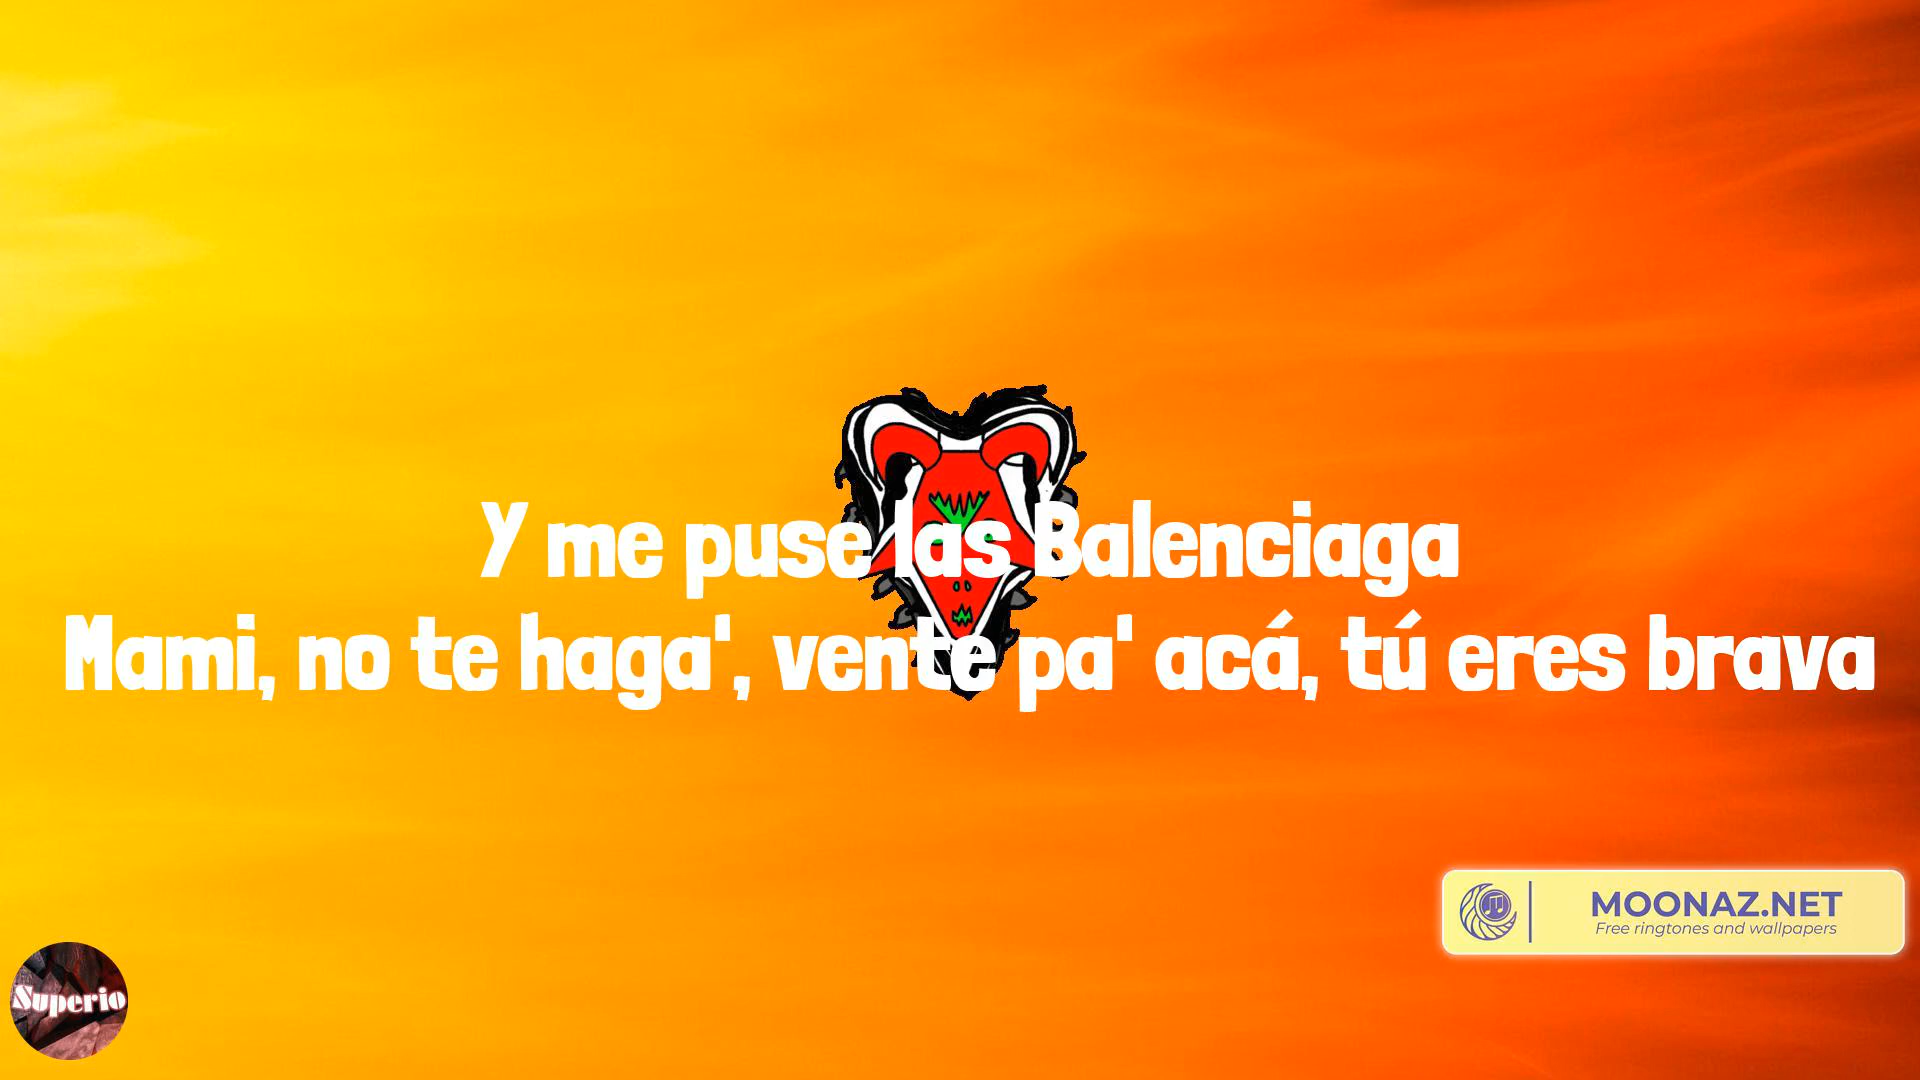 Y me puse las Balenciaga
Mami, no te haga', vente pa' acá, tú eres brava
MOONAZ.NET
Free ringtones and wallpapers
Superio